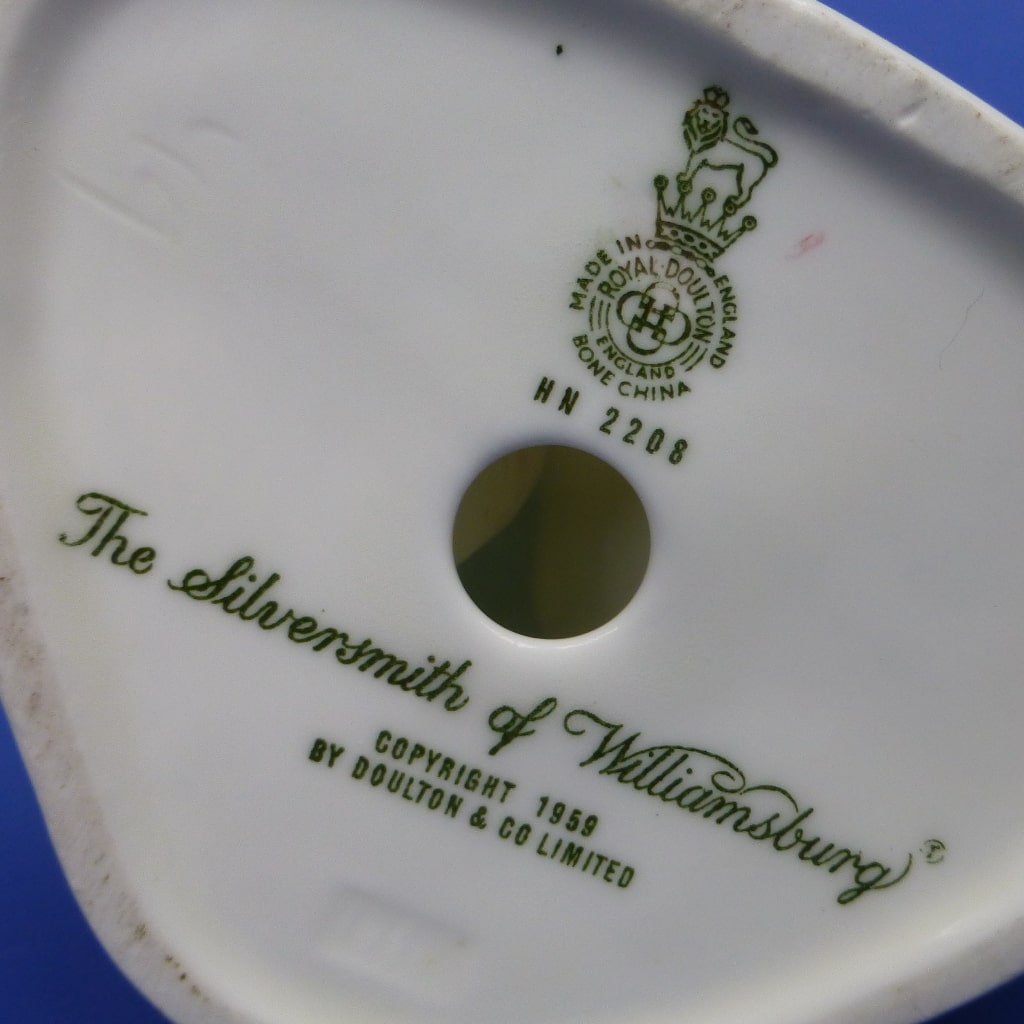 MADE IN ENGLAND
ROYAL·DOULTON
ENGLAND
BONE CHINA
HN 2208
The Silversmith of Williamsburg ®
COPYRIGHT 1959
BY DOULTON & CO LIMITED